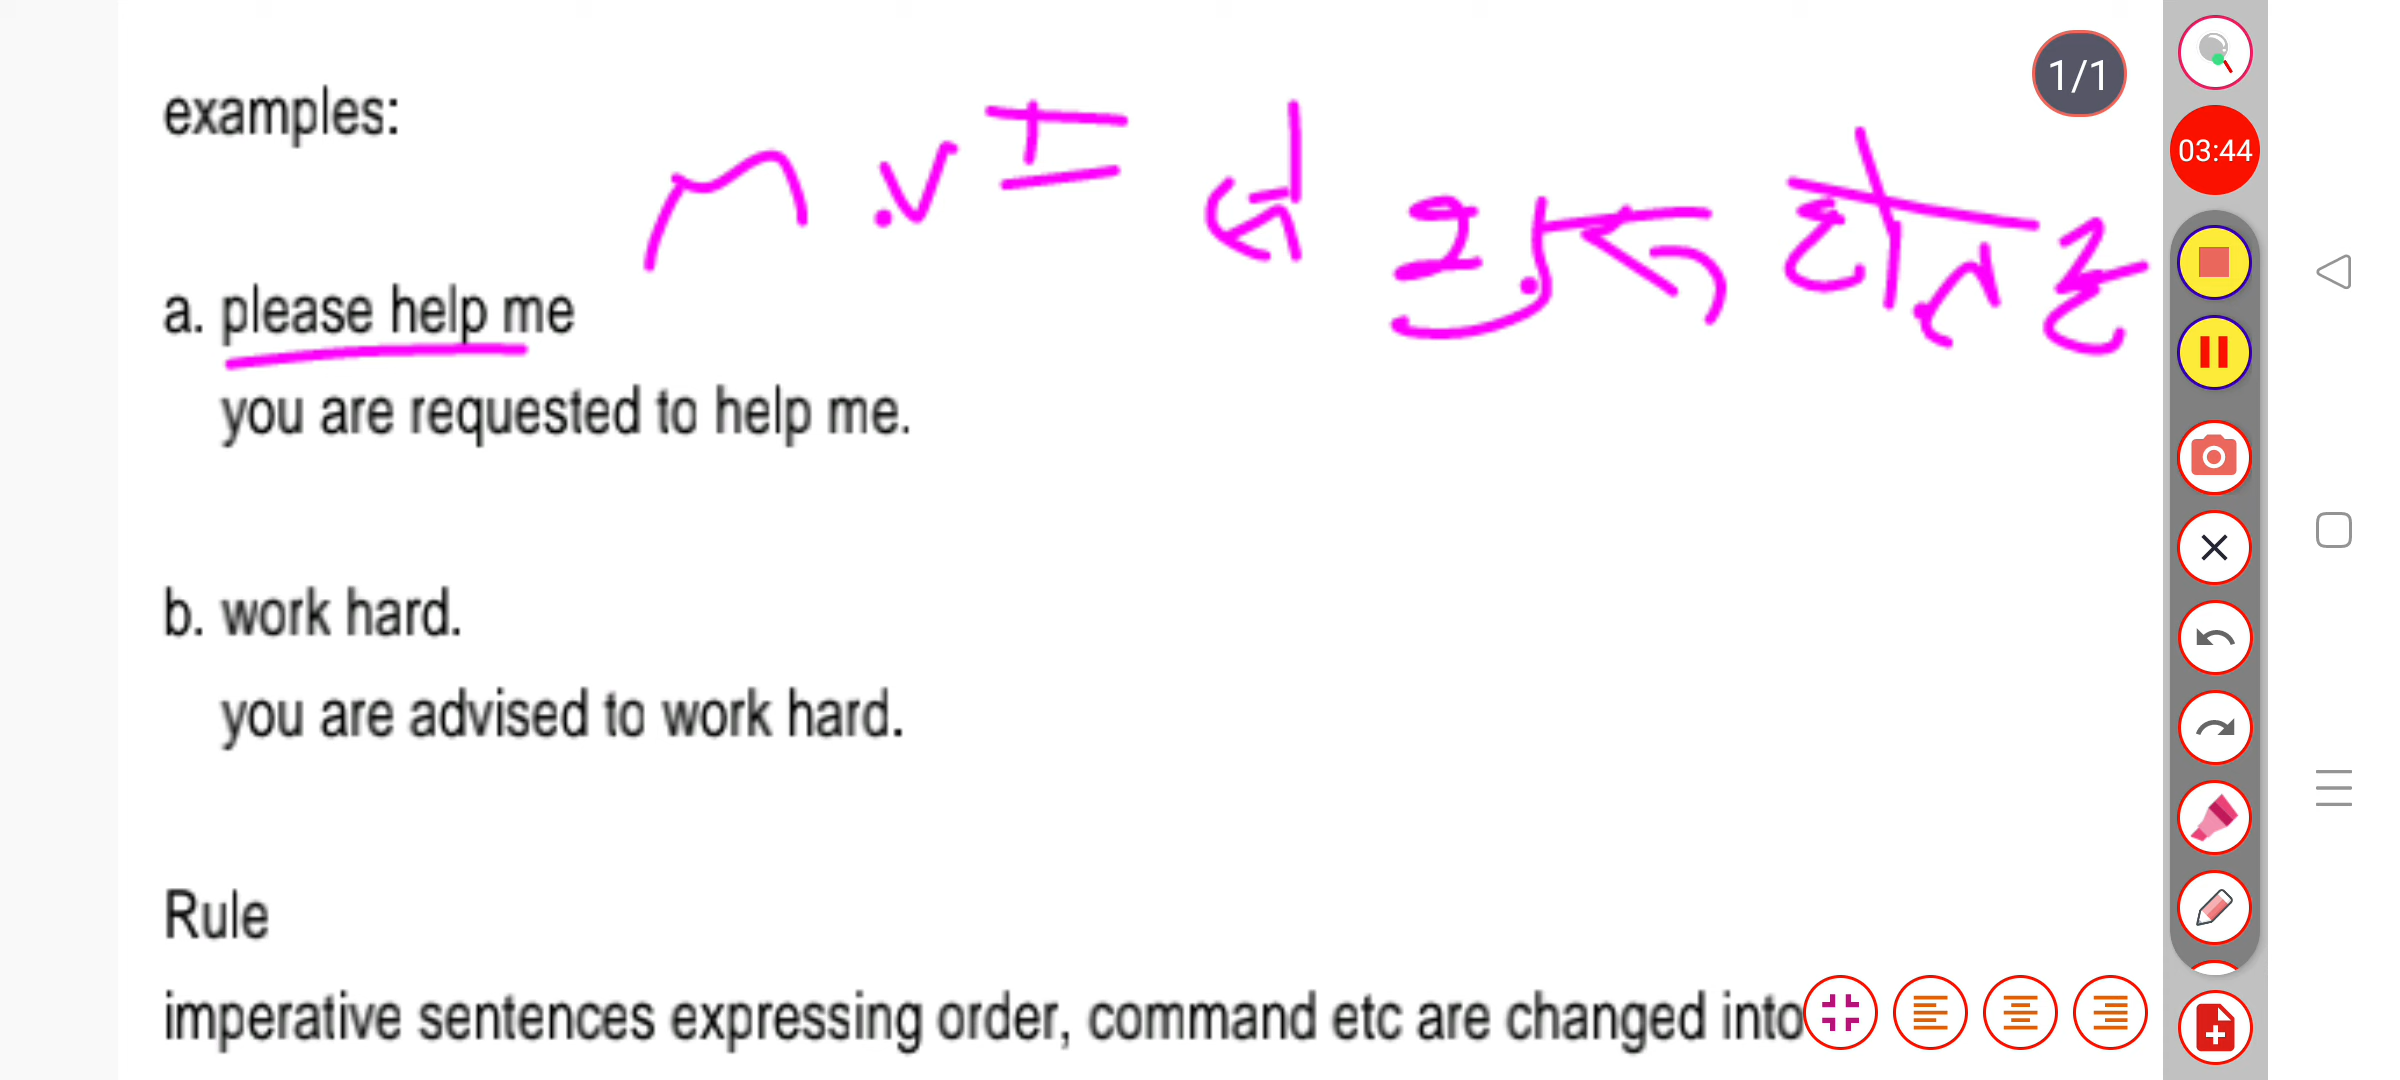 examples:
1/1
03:44
M.V I से शुरू होता है
a. please help me
you are requested to help me.
b. work hard.
you are advised to work hard.
Rule
imperative sentences expressing order, command etc are changed into